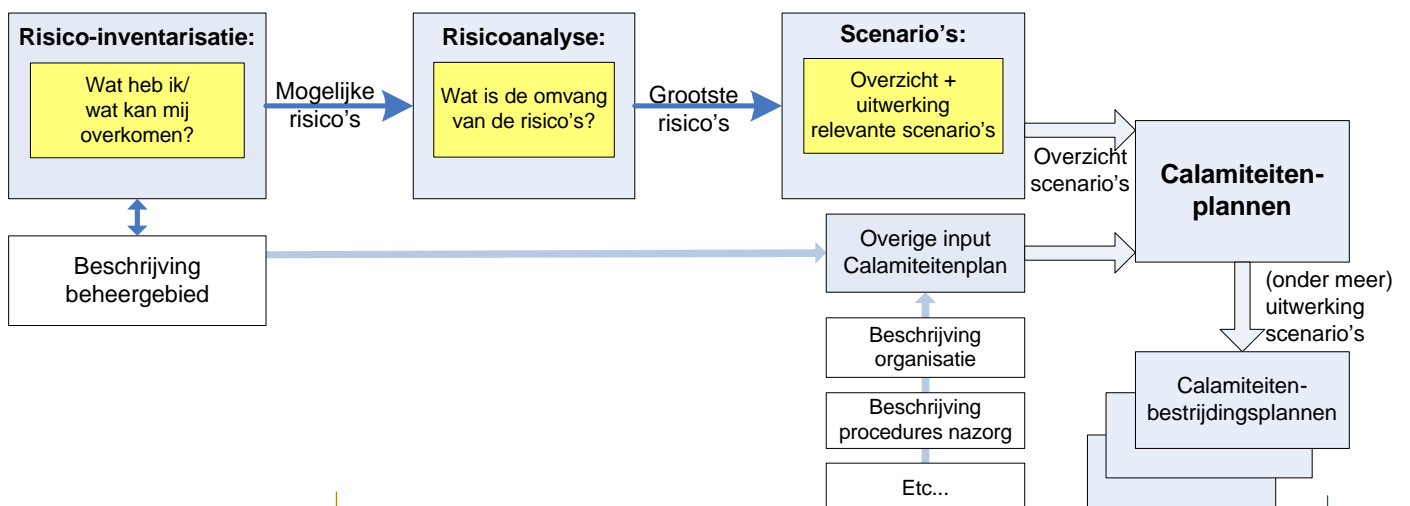 Risico-inventarisatie:
Wat heb ik/
wat kan mij
overkomen?
Mogelijke
risico's
Risicoanalyse:
Wat is de omvang
van de risico's?
Grootste
risico's
Scenario's:
Overzicht +
uitwerking
relevante scenario's
Overzicht
scenario's
Calamiteiten-
plannen
Beschrijving
beheergebied
Overige input
Calamiteitenplan
(onder meer)
uitwerking
scenario's
Beschrijving
organisatie
Beschrijving
procedures nazorg
Etc...
Calamiteiten-
bestrijdingsplannen